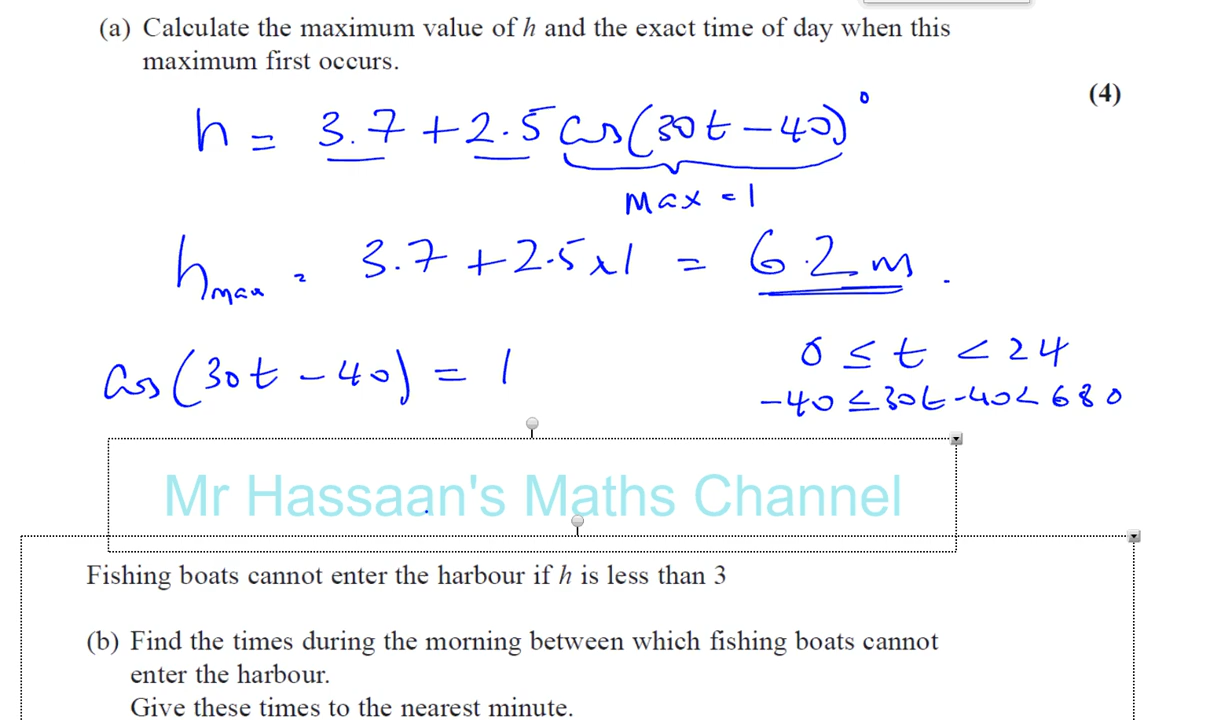 (a) Calculate the maximum value of h and the exact time of day when this
maximum first occurs.
(4)
h = 3.7 + 2.5 cos(30t - 40)°
Max = 1
hmax = 3.7 + 2.5 x 1 = 6.2 m.
0 ≤ t < 24
cos(30t - 40) = 1
-40 ≤ 30t - 40 < 680
Mr Hassaan's Maths Channel
Fishing boats cannot enter the harbour if h is less than 3
(b) Find the times during the morning between which fishing boats cannot
enter the harbour.
Give these times to the nearest minute.